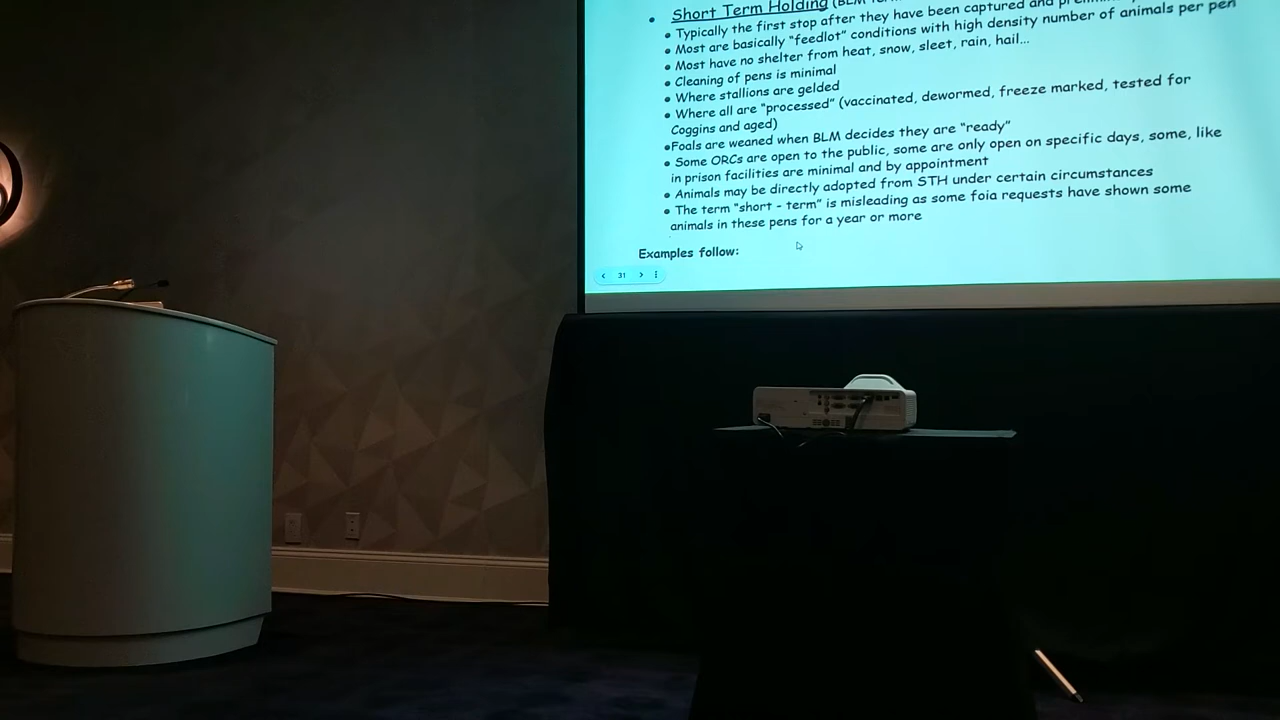 • Short Term Holding (BLM
• Typically the first stop after they have been captured and
• Most are basically “feedlot” conditions with high density number of animals per pen
• Most have no shelter from heat, snow, sleet, rain, hail...
• Cleaning of pens is minimal
• Where stallions are gelded
• Where all are “processed” (vaccinated, dewormed, freeze marked, tested for
Coggins and aged)
•Foals are weaned when BLM decides they are “ready”
• Some ORCs are open to the public, some are only open on specific days, some, like
in prison facilities are minimal and by appointment
• Animals may be directly adopted from STH under certain circumstances
• The term “short - term” is misleading as some foia requests have shown some
animals in these pens for a year or more
Examples follow:
31